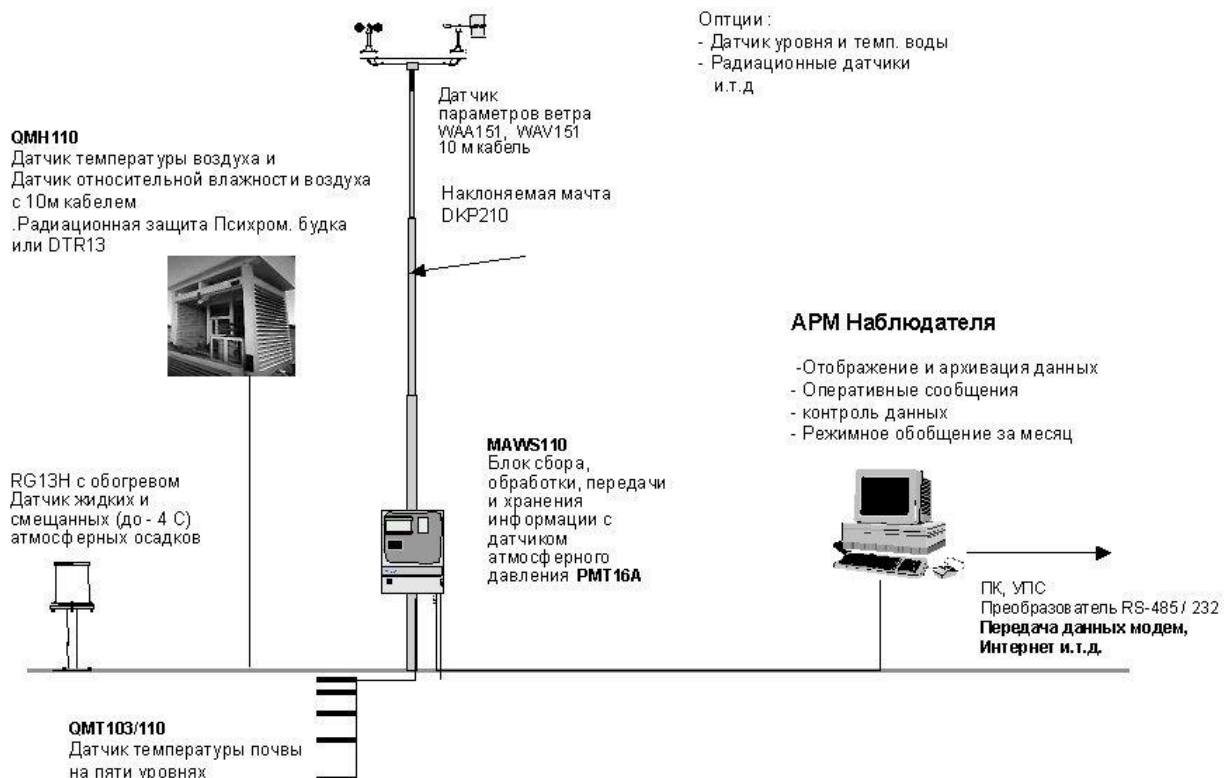 Оптции :
- Датчик уровня и темп. воды
- Радиационные датчики
и.т.д
Датчик
параметров ветра
WAA151, WAV151
10 м кабель
QMH110
Датчик температуры воздуха и
Датчик относительной влажности воздуха
с 10м кабелем
.Радиационная защита Психром. будка
или DTR13
Наклоняемая мачта
DKP210
АРМ Наблюдателя
-Отображение и архивация данных
- Оперативные сообщения
- контроль данных
- Режимное обобщение за месяц
MAWS110
Блок сбора,
обработки, передачи
и хранения
информации с
датчиком
атмосферного
давления PMT16A
RG13H с обогревом
Датчик жидких и
смещанных (до - 4 С)
атмосферных осадков
ПК, УПС
Преобразователь RS-485 / 232
Передача данных модем,
Интернет и.т.д.
QMT103/110
Датчик температуры почвы
на пяти уровнях